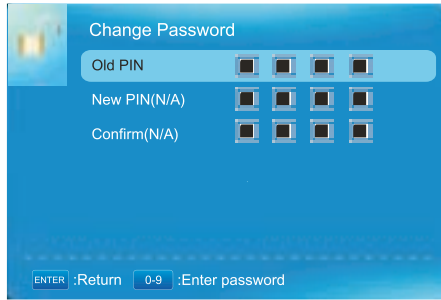 Change Password
Old PIN
New PIN(N/A)
Confirm(N/A)
ENTER :Return 0-9 :Enter password